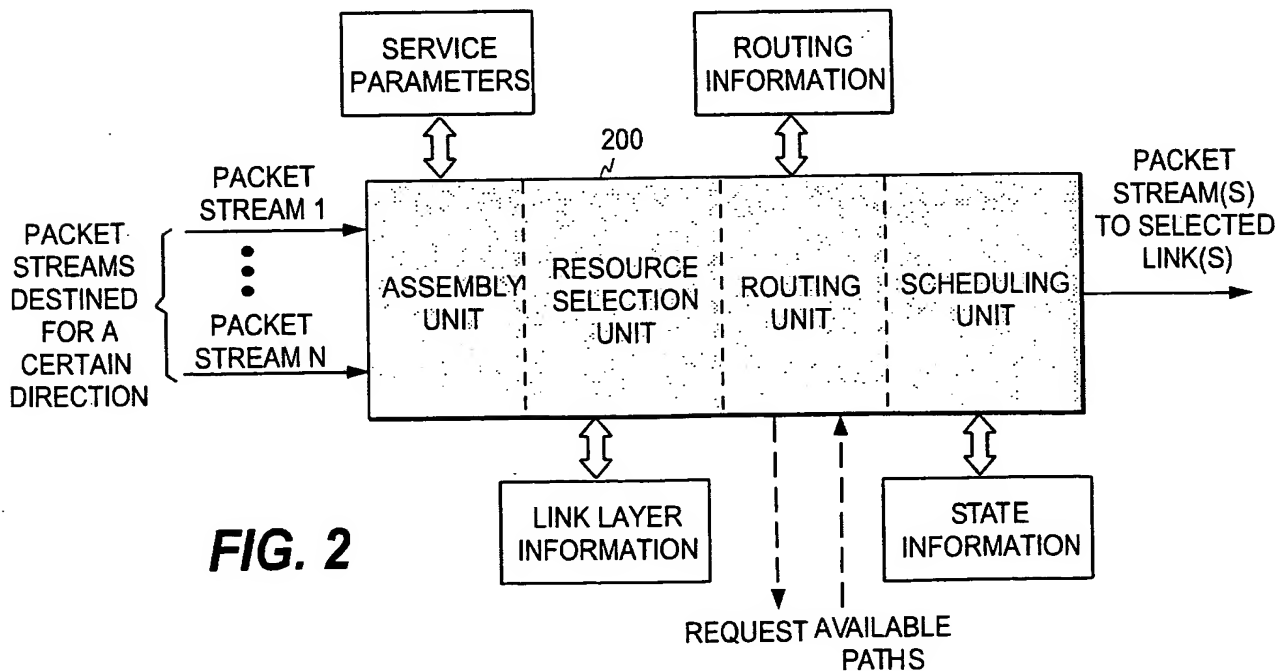 SERVICE
PARAMETERS
ROUTING
INFORMATION
200
PACKET
STREAM 1
PACKET
STREAM(S)
TO SELECTED
LINK(S)
PACKET
STREAMS
DESTINED
FOR A
CERTAIN
DIRECTION
ASSEMBLY
UNIT
RESOURCE
SELECTION
UNIT
ROUTING
UNIT
SCHEDULING
UNIT
PACKET
STREAM N
LINK LAYER
INFORMATION
STATE
INFORMATION
FIG. 2
REQUEST
AVAILABLE
PATHS